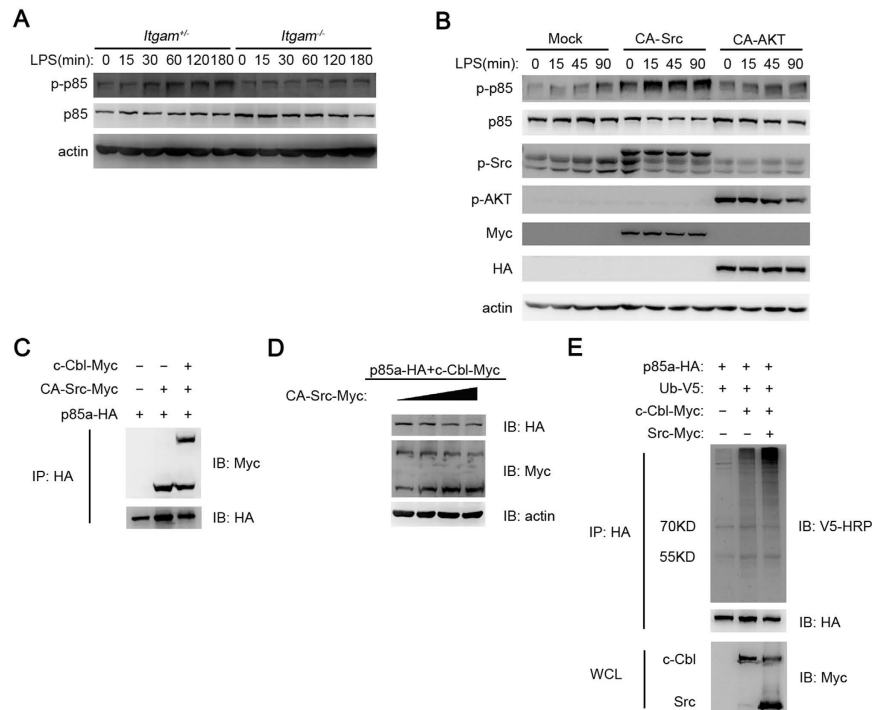 A
Itgam+/- Itgam-/-
LPS(min): 0 15 30 60 120 180 0 15 30 60 120 180
p-p85
p85
actin
B
Mock CA-Src CA-AKT
LPS(min): 0 15 45 90 0 15 45 90 0 15 45 90
p-p85
p85
p-Src
p-AKT
Myc
HA
actin
C
c-Cbl-Myc – – +
CA-Src-Myc – + +
p85a-HA + + +
IP: HA
IB: Myc
IB: HA
D
p85a-HA+c-Cbl-Myc
CA-Src-Myc:
IB: HA
IB: Myc
IB: actin
E
p85a-HA: + + +
Ub-V5: + + +
c-Cbl-Myc: – + +
Src-Myc: – – +
IP: HA
70KD
55KD
IB: V5-HRP
IB: HA
WCL
c-Cbl
Src
IB: Myc